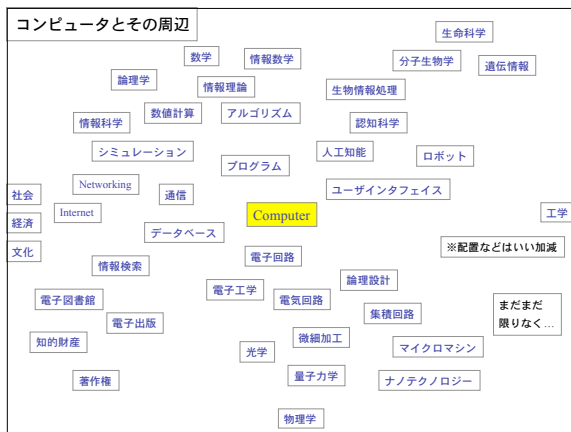 コンピュータとその周辺
生命科学
数学
情報数学
分子生物学
遺伝情報
論理学
情報理論
生物情報処理
数値計算
アルゴリズム
情報科学
認知科学
シミュレーション
人工知能
ロボット
プログラム
Networking
社会
通信
ユーザインタフェイス
Internet
Computer
工学
経済
データベース
文化
※配置などはいい加減
電子回路
情報検索
論理設計
電子工学
電気回路
電子図書館
集積回路
まだまだ
限りなく...
電子出版
知的財産
微細加工
マイクロマシン
光学
著作権
量子力学
ナノテクノロジー
物理学